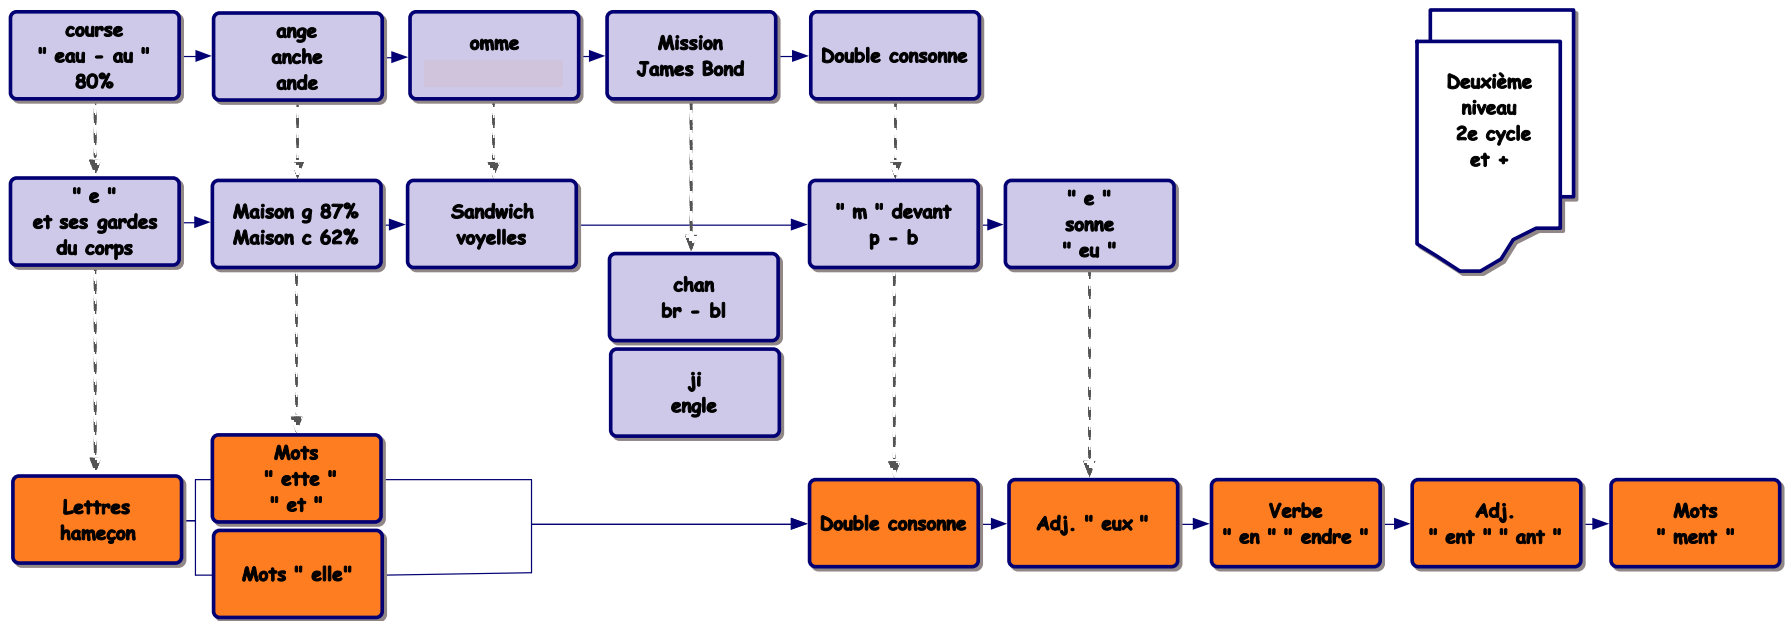 course
" eau - au "
80%
ange
anche
ande
omme
Mission
James Bond
Double consonne
Deuxième
niveau
2e cycle
et +
" e "
et ses gardes
du corps
Maison g 87%
Maison c 62%
Sandwich
voyelles
" m " devant
p - b
" e "
sonne
" eu "
chan
br - bl
ji
engle
Lettres
hameçon
Mots
" ette "
" et "
Mots " elle"
Double consonne
Adj. " eux "
Verbe
" en " " endre "
Adj.
" ent " " ant "
Mots
" ment "